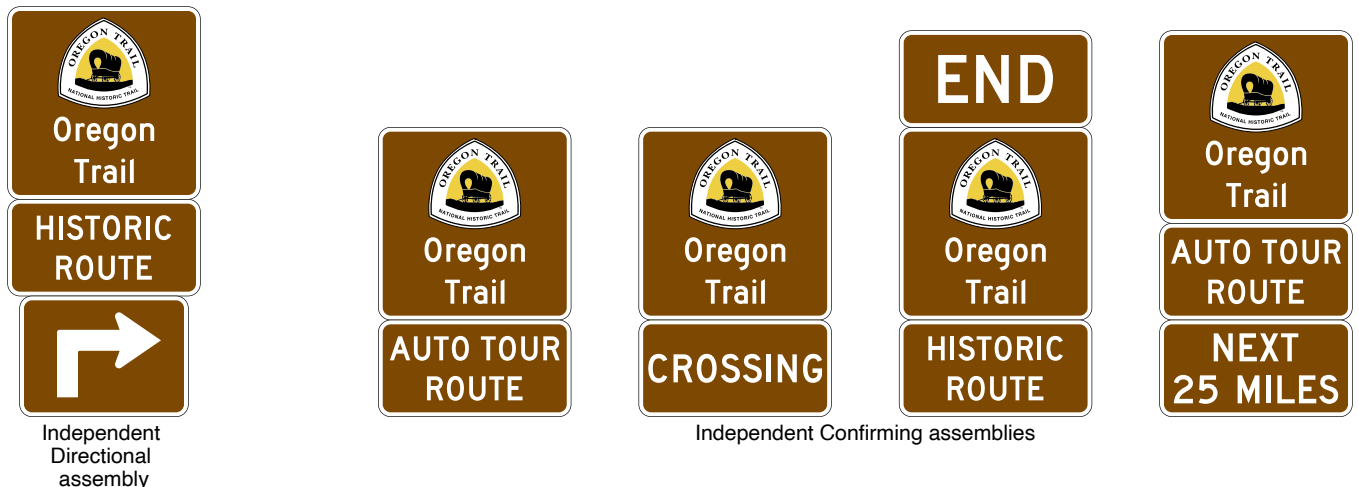 OREGON TRAIL
NATIONAL HISTORIC TRAIL
Oregon
Trail
HISTORIC
ROUTE
Independent
Directional
assembly
OREGON TRAIL
NATIONAL HISTORIC TRAIL
Oregon
Trail
AUTO TOUR
ROUTE
OREGON TRAIL
NATIONAL HISTORIC TRAIL
Oregon
Trail
CROSSING
END
OREGON TRAIL
NATIONAL HISTORIC TRAIL
Oregon
Trail
HISTORIC
ROUTE
OREGON TRAIL
NATIONAL HISTORIC TRAIL
Oregon
Trail
AUTO TOUR
ROUTE
NEXT
25 MILES
Independent Confirming assemblies